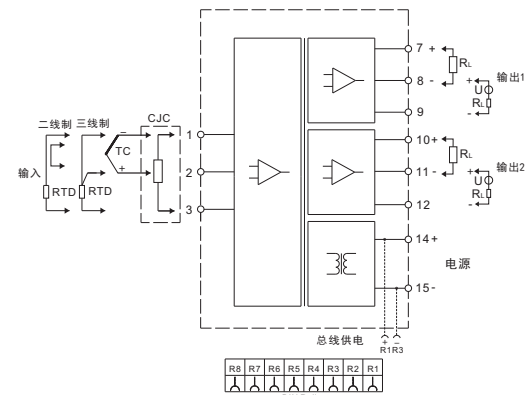 7 +
8 -
9
10+
11-
12
14+
15-
RL
U
RL
+
-
输出1
RL
U
RL
+
-
输出2
电源
二线制
三线制
CJC
TC
-
+
输入
RTD
RTD
1
2
3
总线供电
+ -
R1R3
R8 R7 R6 R5 R4 R3 R2 R1